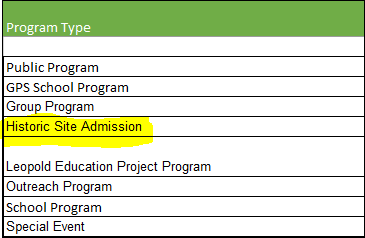 Program Type
Public Program
GPS School Program
Group Program
Historic Site Admission
Leopold Education Project Program
Outreach Program
School Program
Special Event